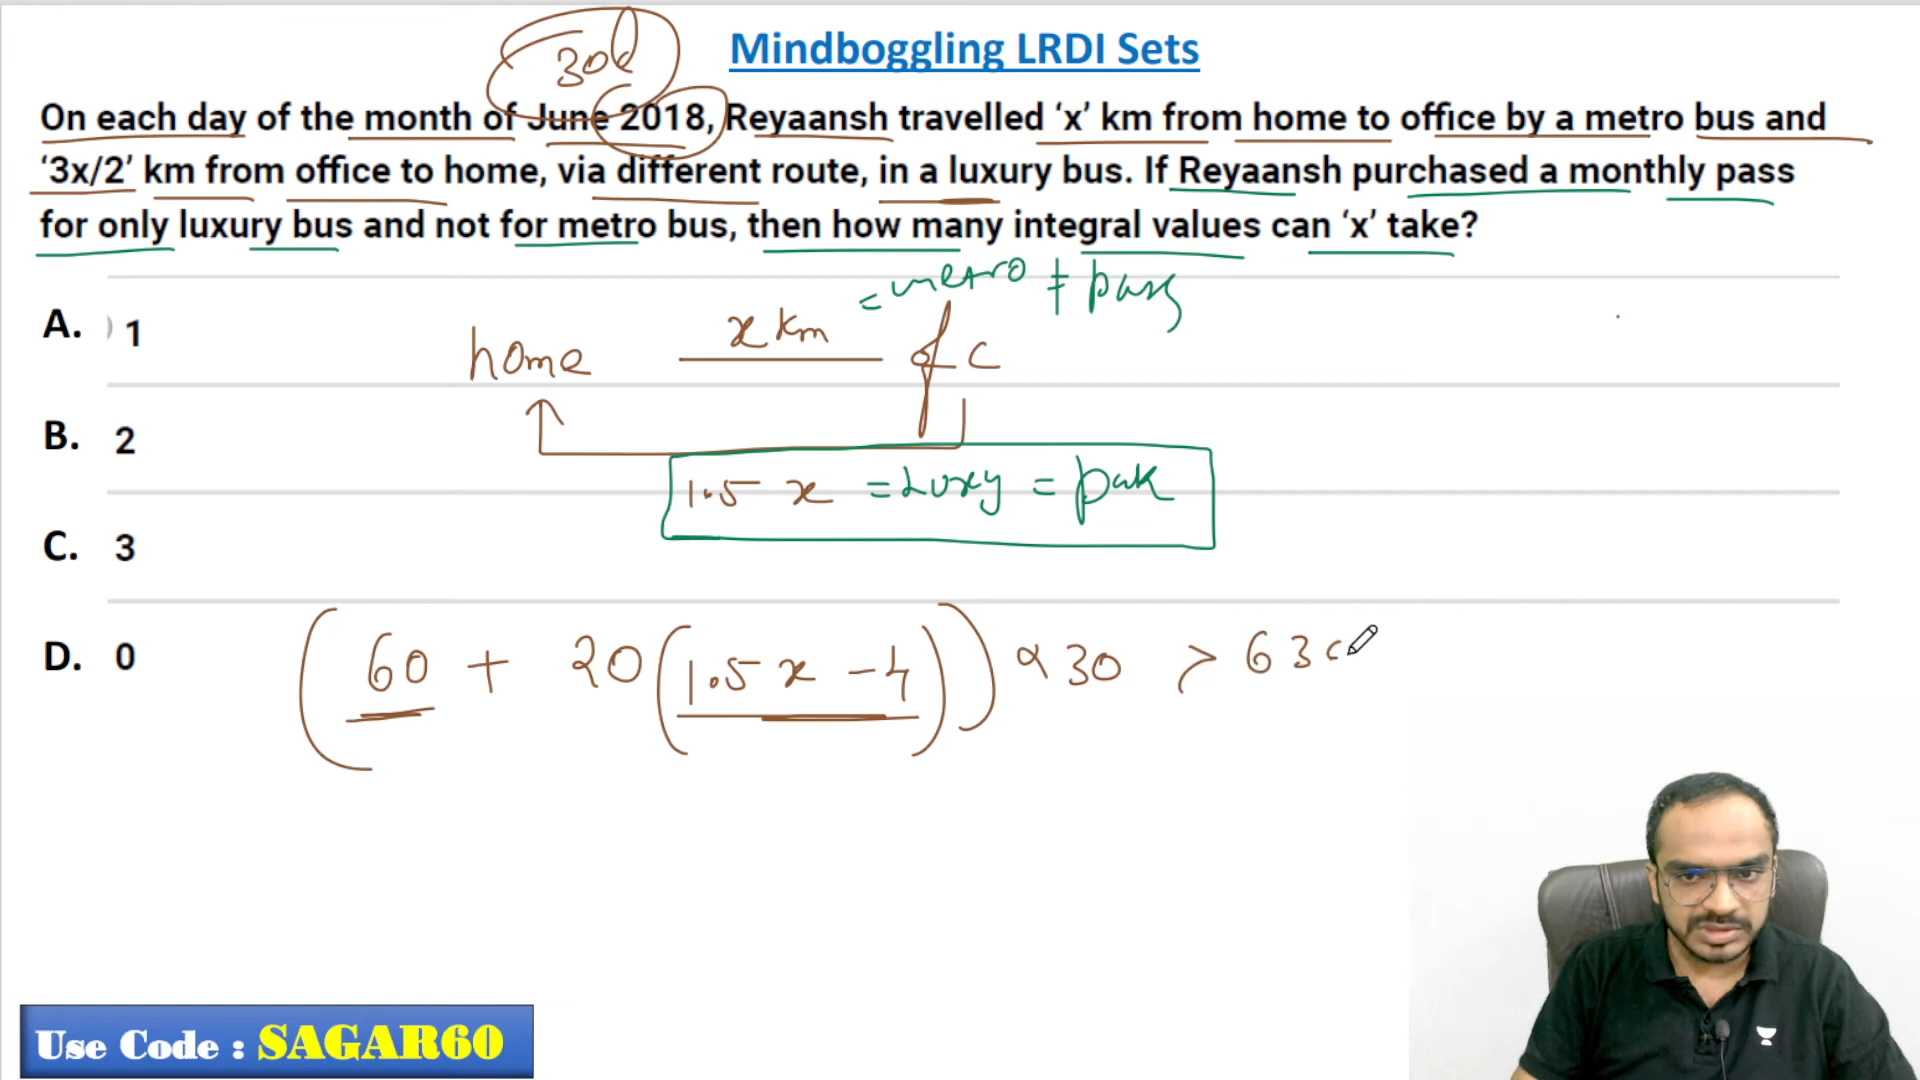 Mindboggling LRDI Sets
30d
On each day of the month of June 2018, Reyaansh travelled ‘x’ km from home to office by a metro bus and
‘3x/2’ km from office to home, via different route, in a luxury bus. If Reyaansh purchased a monthly pass
for only luxury bus and not for metro bus, then how many integral values can ‘x’ take?
= metro ≠ pass
A. 1
home x km ofc
B. 2
1.5 x = Luxy =
C. 3
D. 0
(60 + 20(1.5x - 4)) × 30 > 630
Use Code : SAGAR60